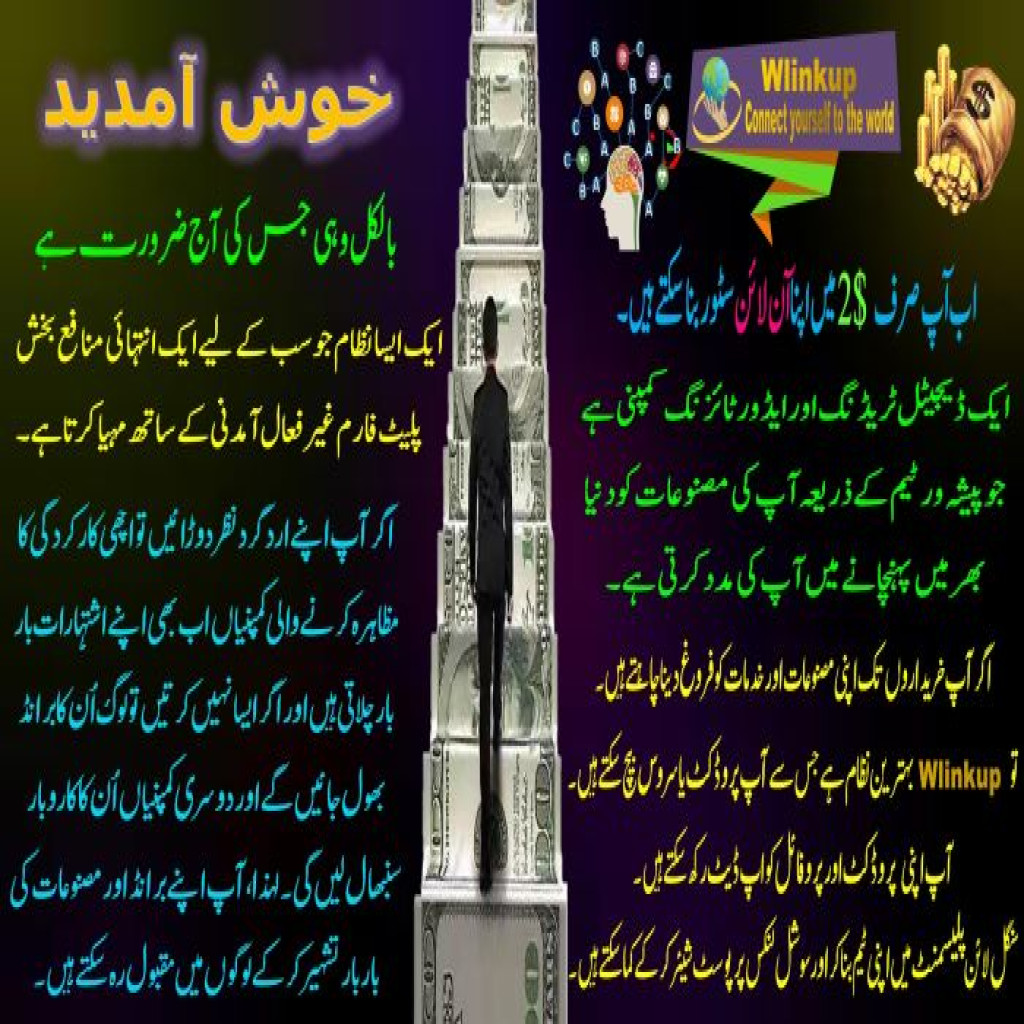 Wlinkup
Connect yourself to the world
اب آپ صرف 2$ میں اپنا آن لائن سٹور بنا سکتے ہیں۔
ایک ڈیجیٹل ٹریڈنگ اور ایڈورٹائزنگ کمپنی ہے
جو پیشہ ور ٹیم کے ذریعہ آپ کی مصنوعات کو دنیا
بھر میں پہنچانے میں آپ کی مدد کرتی ہے۔
اگر آپ خریداروں تک اپنی مصنوعات اور خدمات کو فروغ دینا چاہتے ہیں۔
تو Wlinkup بہترین نظام ہے جس سے آپ پروڈکٹ یا سروس بیچ سکتے ہیں۔
آپ اپنی پروڈکٹ اور پروفائل کو اپ ڈیٹ رکھ سکتے ہیں۔
سنگل لائن پلیسمنٹ میں اپنی ٹیم بنا کر اور سوشل لنکس پر پوسٹ شیئر کر کے کما سکتے ہیں۔
خوش آمدید
بالکل وہی جس کی آج ضرورت ہے
ایک ایسا نظام جو سب کے لیے ایک انتہائی منافع بخش
پلیٹ فارم غیر فعال آمدنی کے ساتھ مہیا کرتا ہے۔
اگر آپ اپنے ارد گرد نظر دوڑائیں تو اچھی کارکردگی کا
مظاہرہ کرنے والی کمپنیاں اب بھی اپنے اشتہارات بار
بار چلاتی ہیں اور اگر ایسا نہیں کرتیں تو لوگ اُن کا برانڈ
بھول جائیں گے اور دوسری کمپنیاں اُن کا کاروبار
سنبھال لیں گی۔ لہذا، آپ اپنے برانڈ اور مصنوعات کی
بار بار تشہیر کر کے لوگوں میں مقبول رہ سکتے ہیں۔